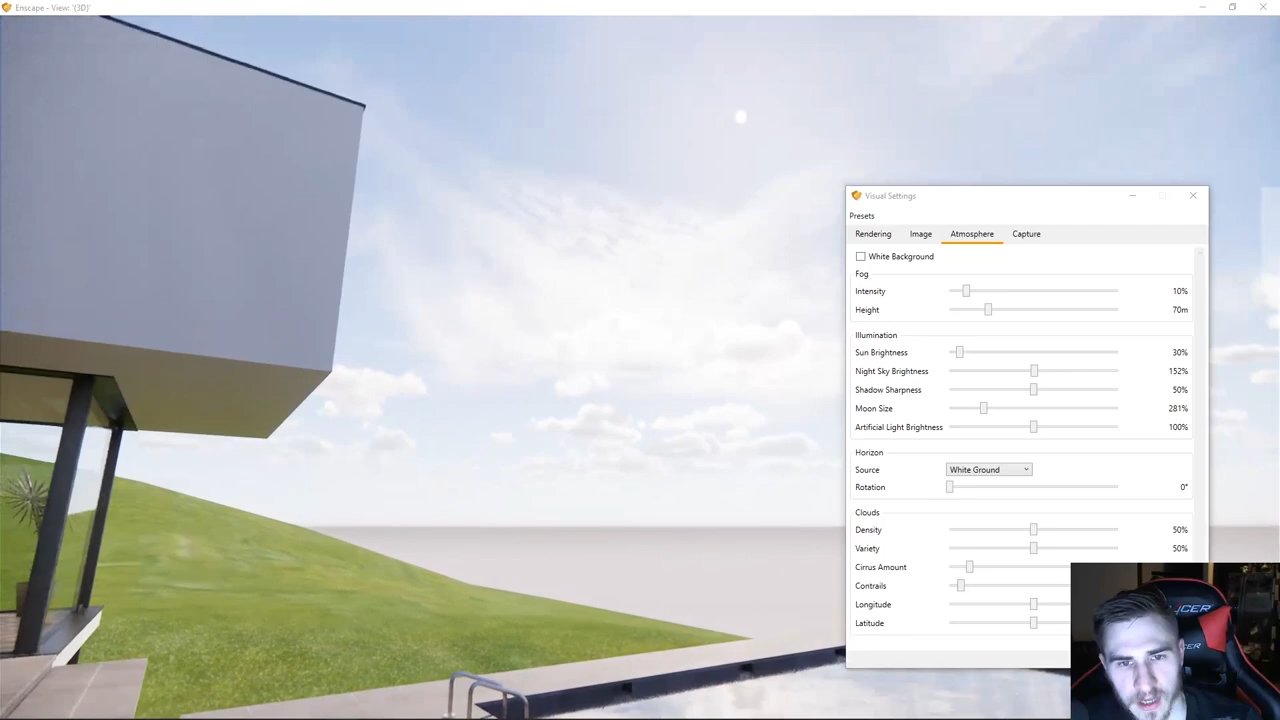 Enscape - View: '{3D}'
Visual Settings
Presets
Rendering Image Atmosphere Capture
White Background
Fog
Intensity 10%
Height 70m
Illumination
Sun Brightness 30%
Night Sky Brightness 152%
Shadow Sharpness 50%
Moon Size 281%
Artificial Light Brightness 100%
Horizon
Source White Ground
Rotation 0°
Clouds
Density 50%
Variety 50%
Cirrus Amount
Contrails
Longitude
Latitude